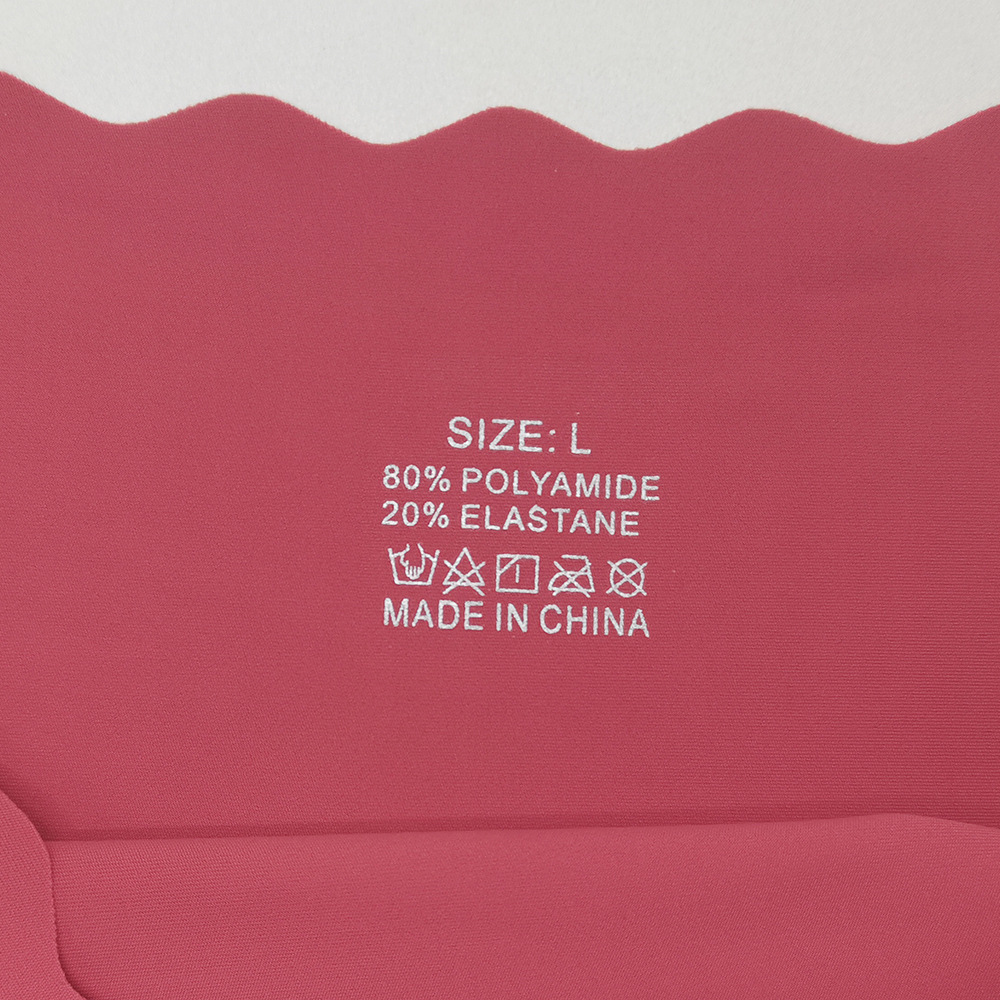 SIZE: L
80% POLYAMIDE
20% ELASTANE
MADE IN CHINA